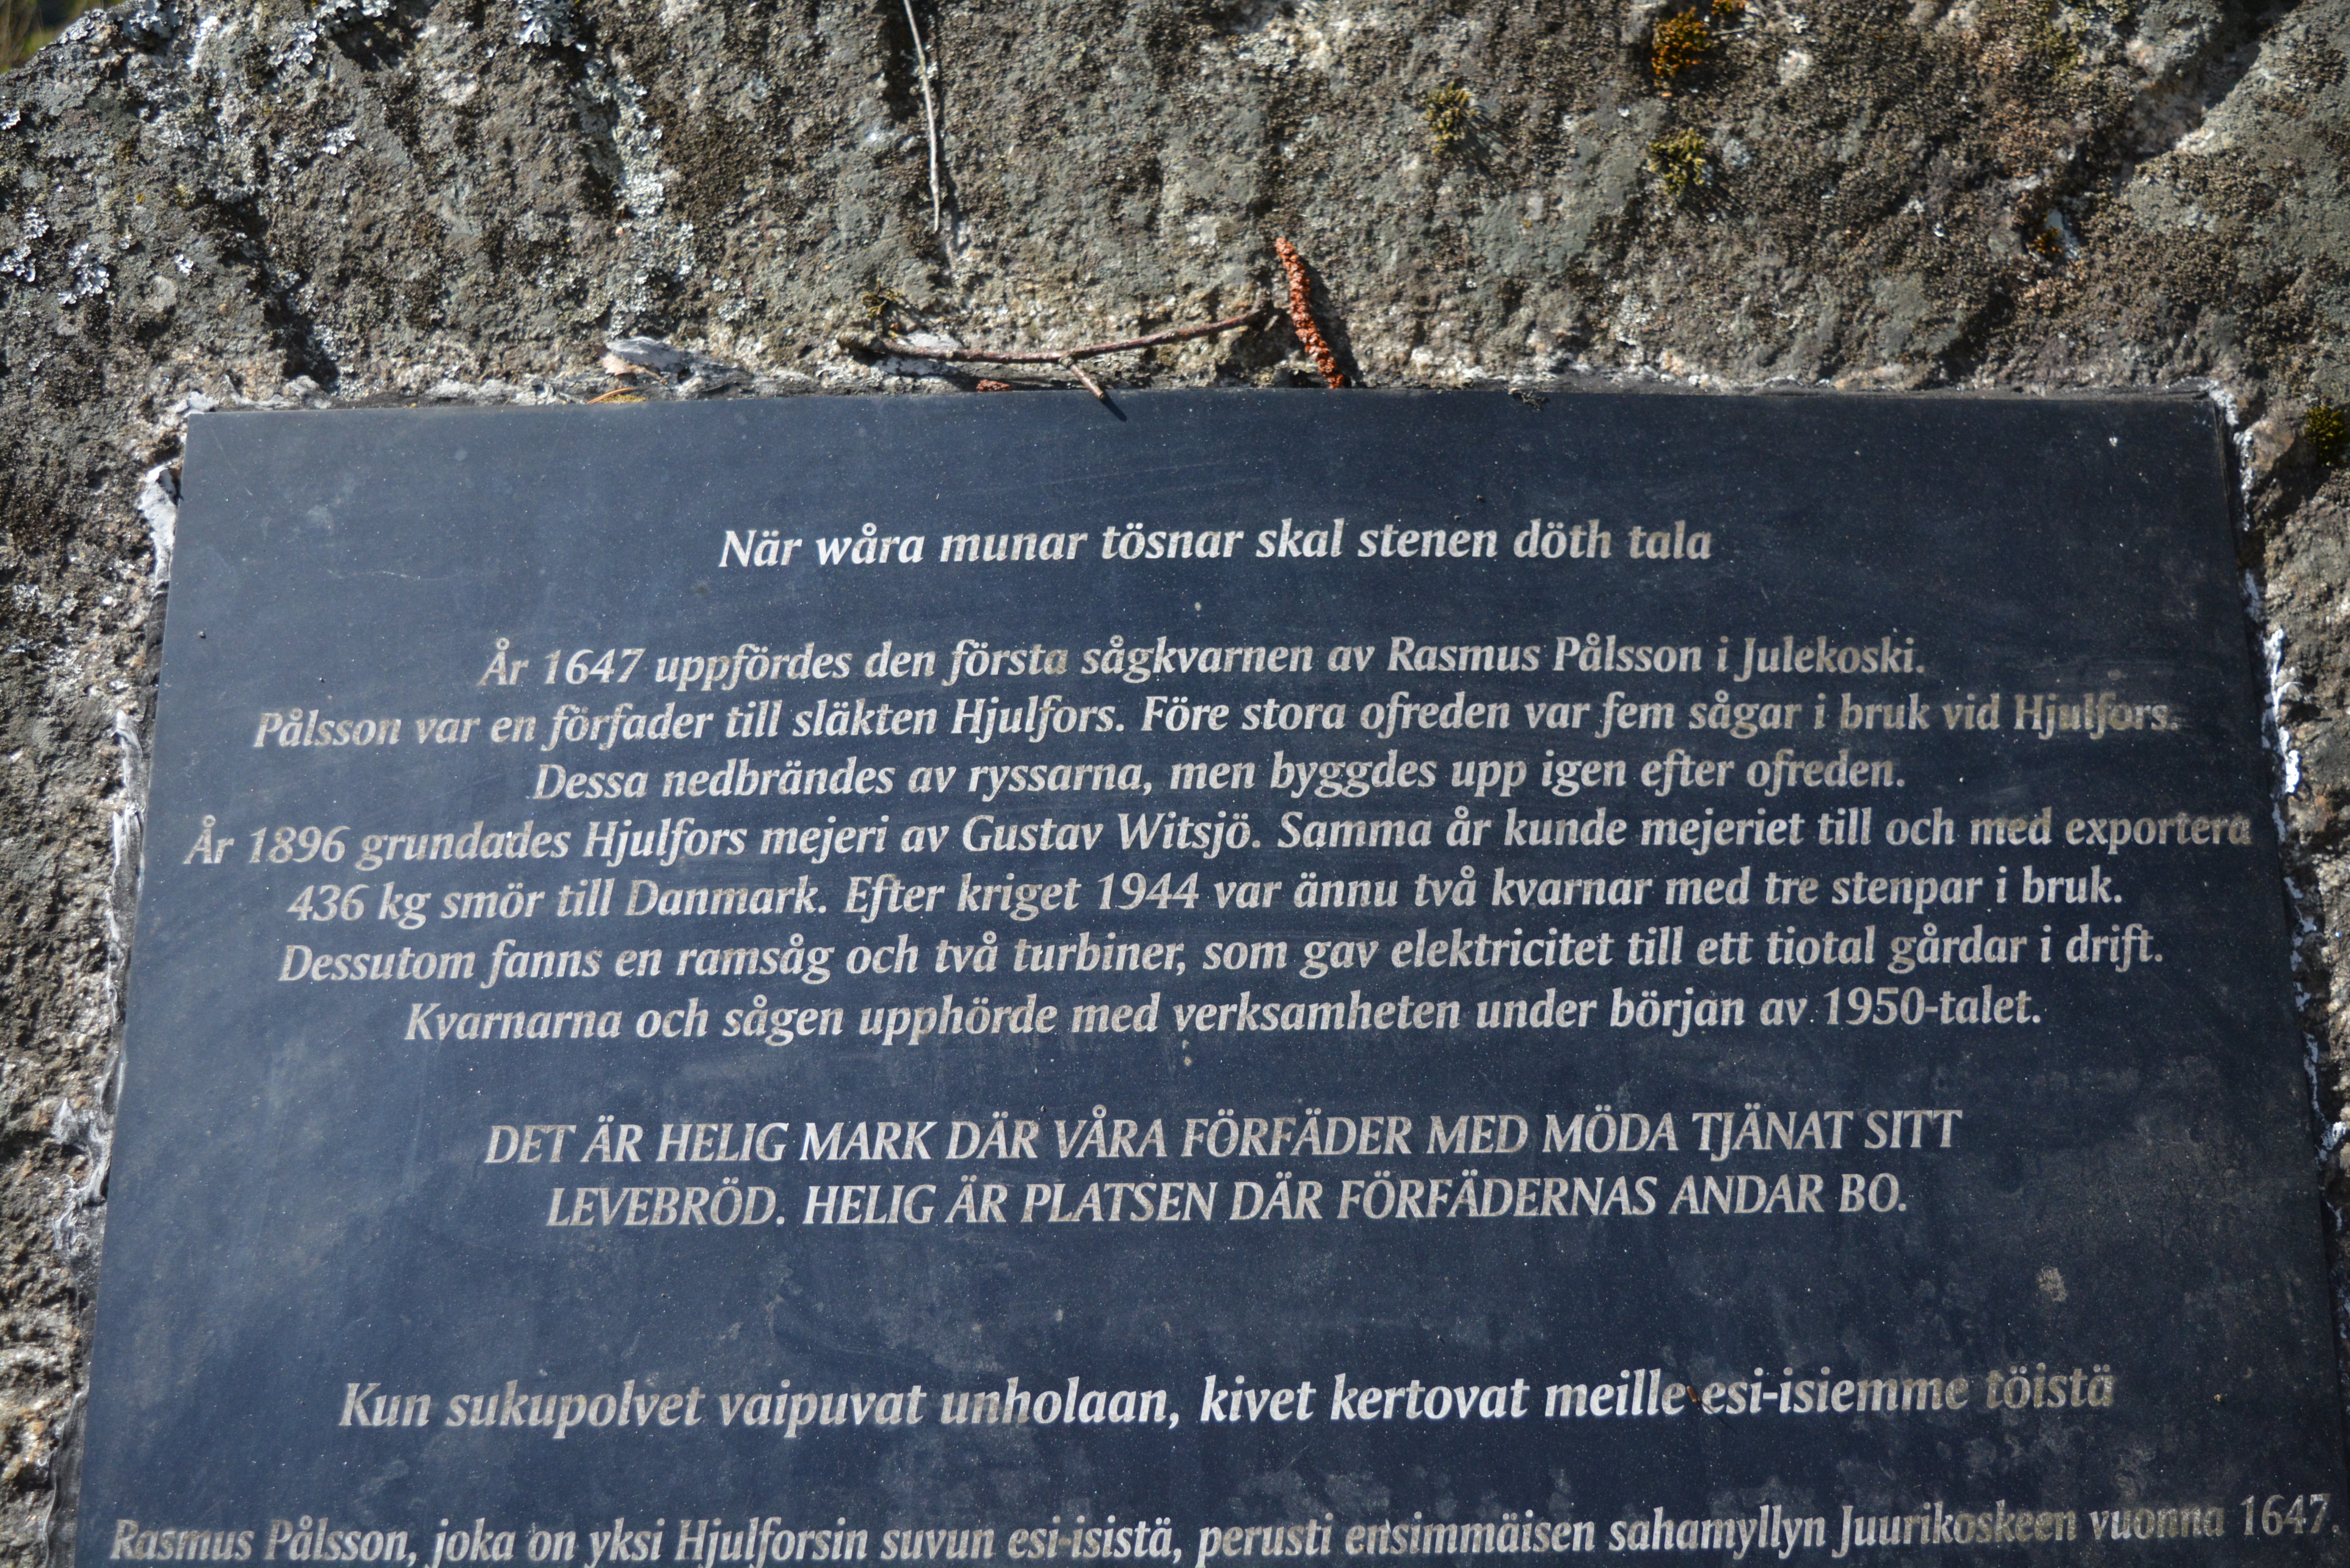 När wåra munar tösnar skal stenen döth tala
År 1647 uppfördes den första sågkvarnen av Rasmus Pålsson i Julekoski.
Pålsson var en förfader till släkten Hjulfors. Före stora ofreden var fem sågar i bruk vid Hjulfors.
Dessa nedbrändes av ryssarna, men byggdes upp igen efter ofreden.
År 1896 grundades Hjulfors mejeri av Gustav Witsjö. Samma år kunde mejeriet till och med exportera
436 kg smör till Danmark. Efter kriget 1944 var ännu två kvarnar med tre stenpar i bruk.
Dessutom fanns en ramsåg och två turbiner, som gav elektricitet till ett tiotal gårdar i drift.
Kvarnarna och sågen upphörde med verksamheten under början av 1950-talet.
DET ÄR HELIG MARK DÄR VÅRA FÖRFÄDER MED MÖDA TJÄNAT SITT
LEVEBRÖD. HELIG ÄR PLATSEN DÄR FÖRFÄDERNAS ANDAR BO.
Kun sukupolvet vaipuvat unholaan, kivet kertovat meille esi-isiemme töistä
Rasmus Pålsson, joka on yksi Hjulforsin suvun esi-isistä, perusti ensimmäisen sahamyllyn Juurikoskeen vuonna 1647.